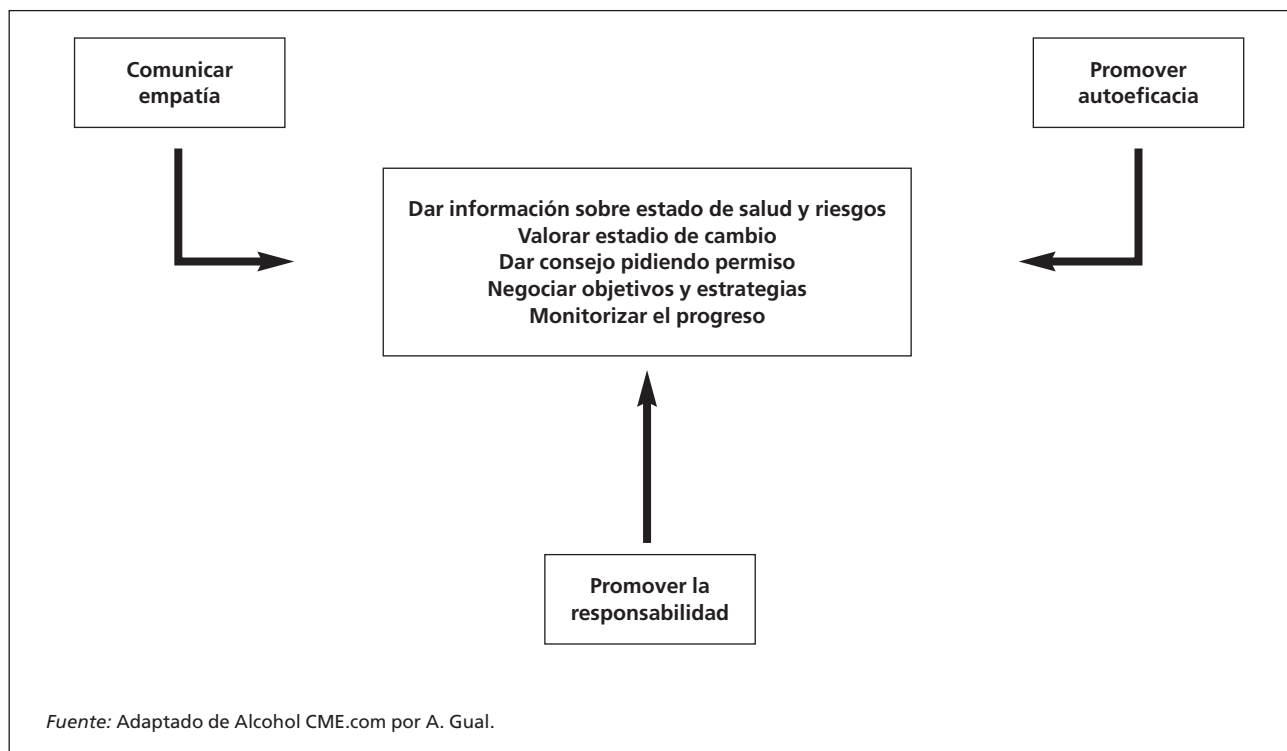 Comunicar
empatía
Promover
autoeficacia
Dar información sobre estado de salud y riesgos
Valorar estadio de cambio
Dar consejo pidiendo permiso
Negociar objetivos y estrategias
Monitorizar el progreso
Promover la
responsabilidad
Fuente: Adaptado de Alcohol CME.com por A. Gual.